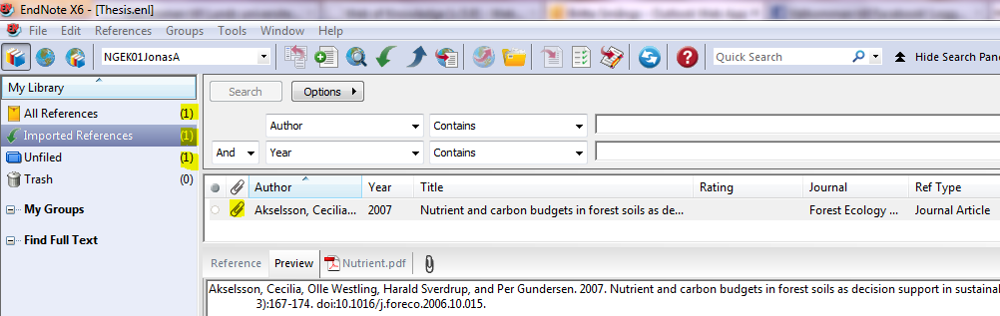 EndNote X6 - [Thesis.enl]
File Edit References Groups Tools Window Help
NGEK01JonasA Quick Search Hide Search Pane
My Library
Search Options
All References (1)
Author Contains
Imported References (1)
And Year Contains
Unfiled (1)
Trash (0)
Author Year Title Rating Journal Ref Type
My Groups
Akselsson, Cecilia... 2007 Nutrient and carbon budgets in forest soils as de... Forest Ecology ... Journal Article
Find Full Text
Reference Preview Nutrient.pdf
Akselsson, Cecilia, Olle Westling, Harald Sverdrup, and Per Gundersen. 2007. Nutrient and carbon budgets in forest soils as decision support in sustaina
3):167-174. doi:10.1016/j.foreco.2006.10.015.